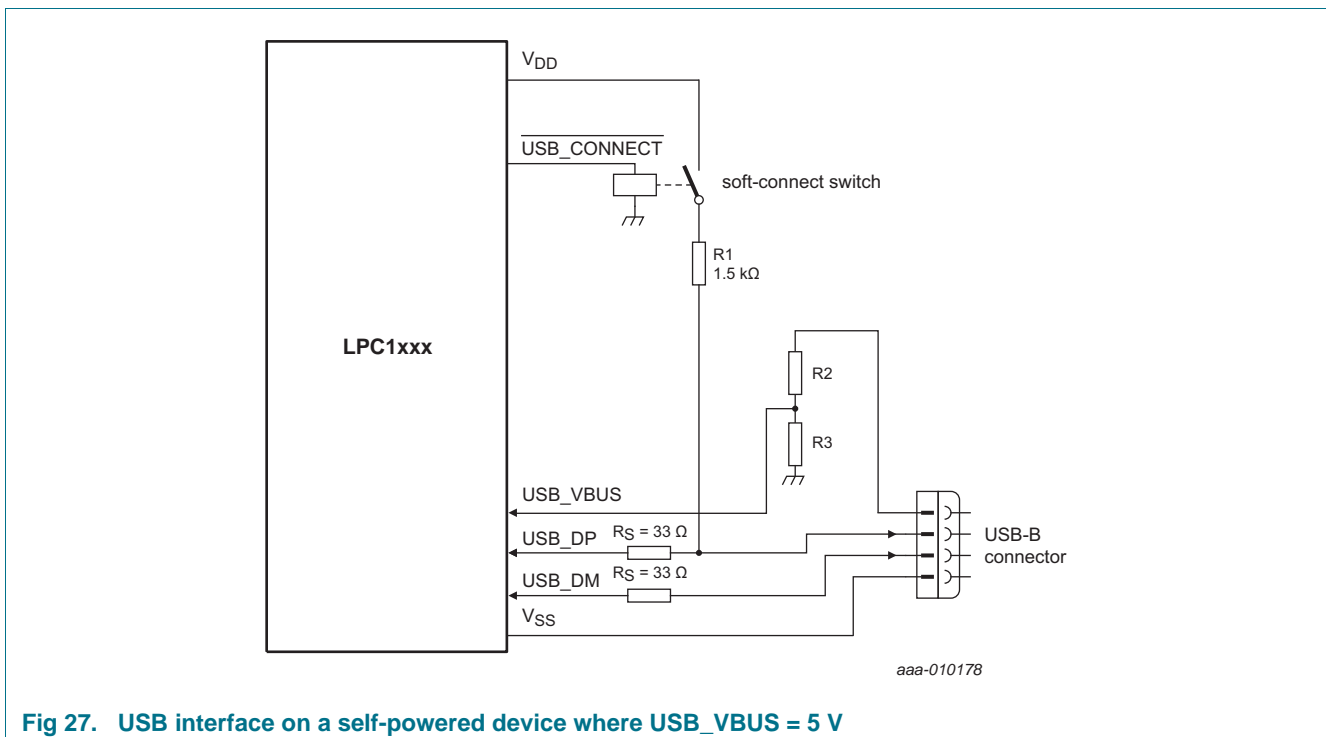 VDD
USB_CONNECT
soft-connect switch
R1
1.5 kΩ
LPC1xxx
R2
R3
USB_VBUS
USB_DP
RS = 33 Ω
USB-B
connector
USB_DM
RS = 33 Ω
VSS
aaa-010178
Fig 27. USB interface on a self-powered device where USB_VBUS = 5 V